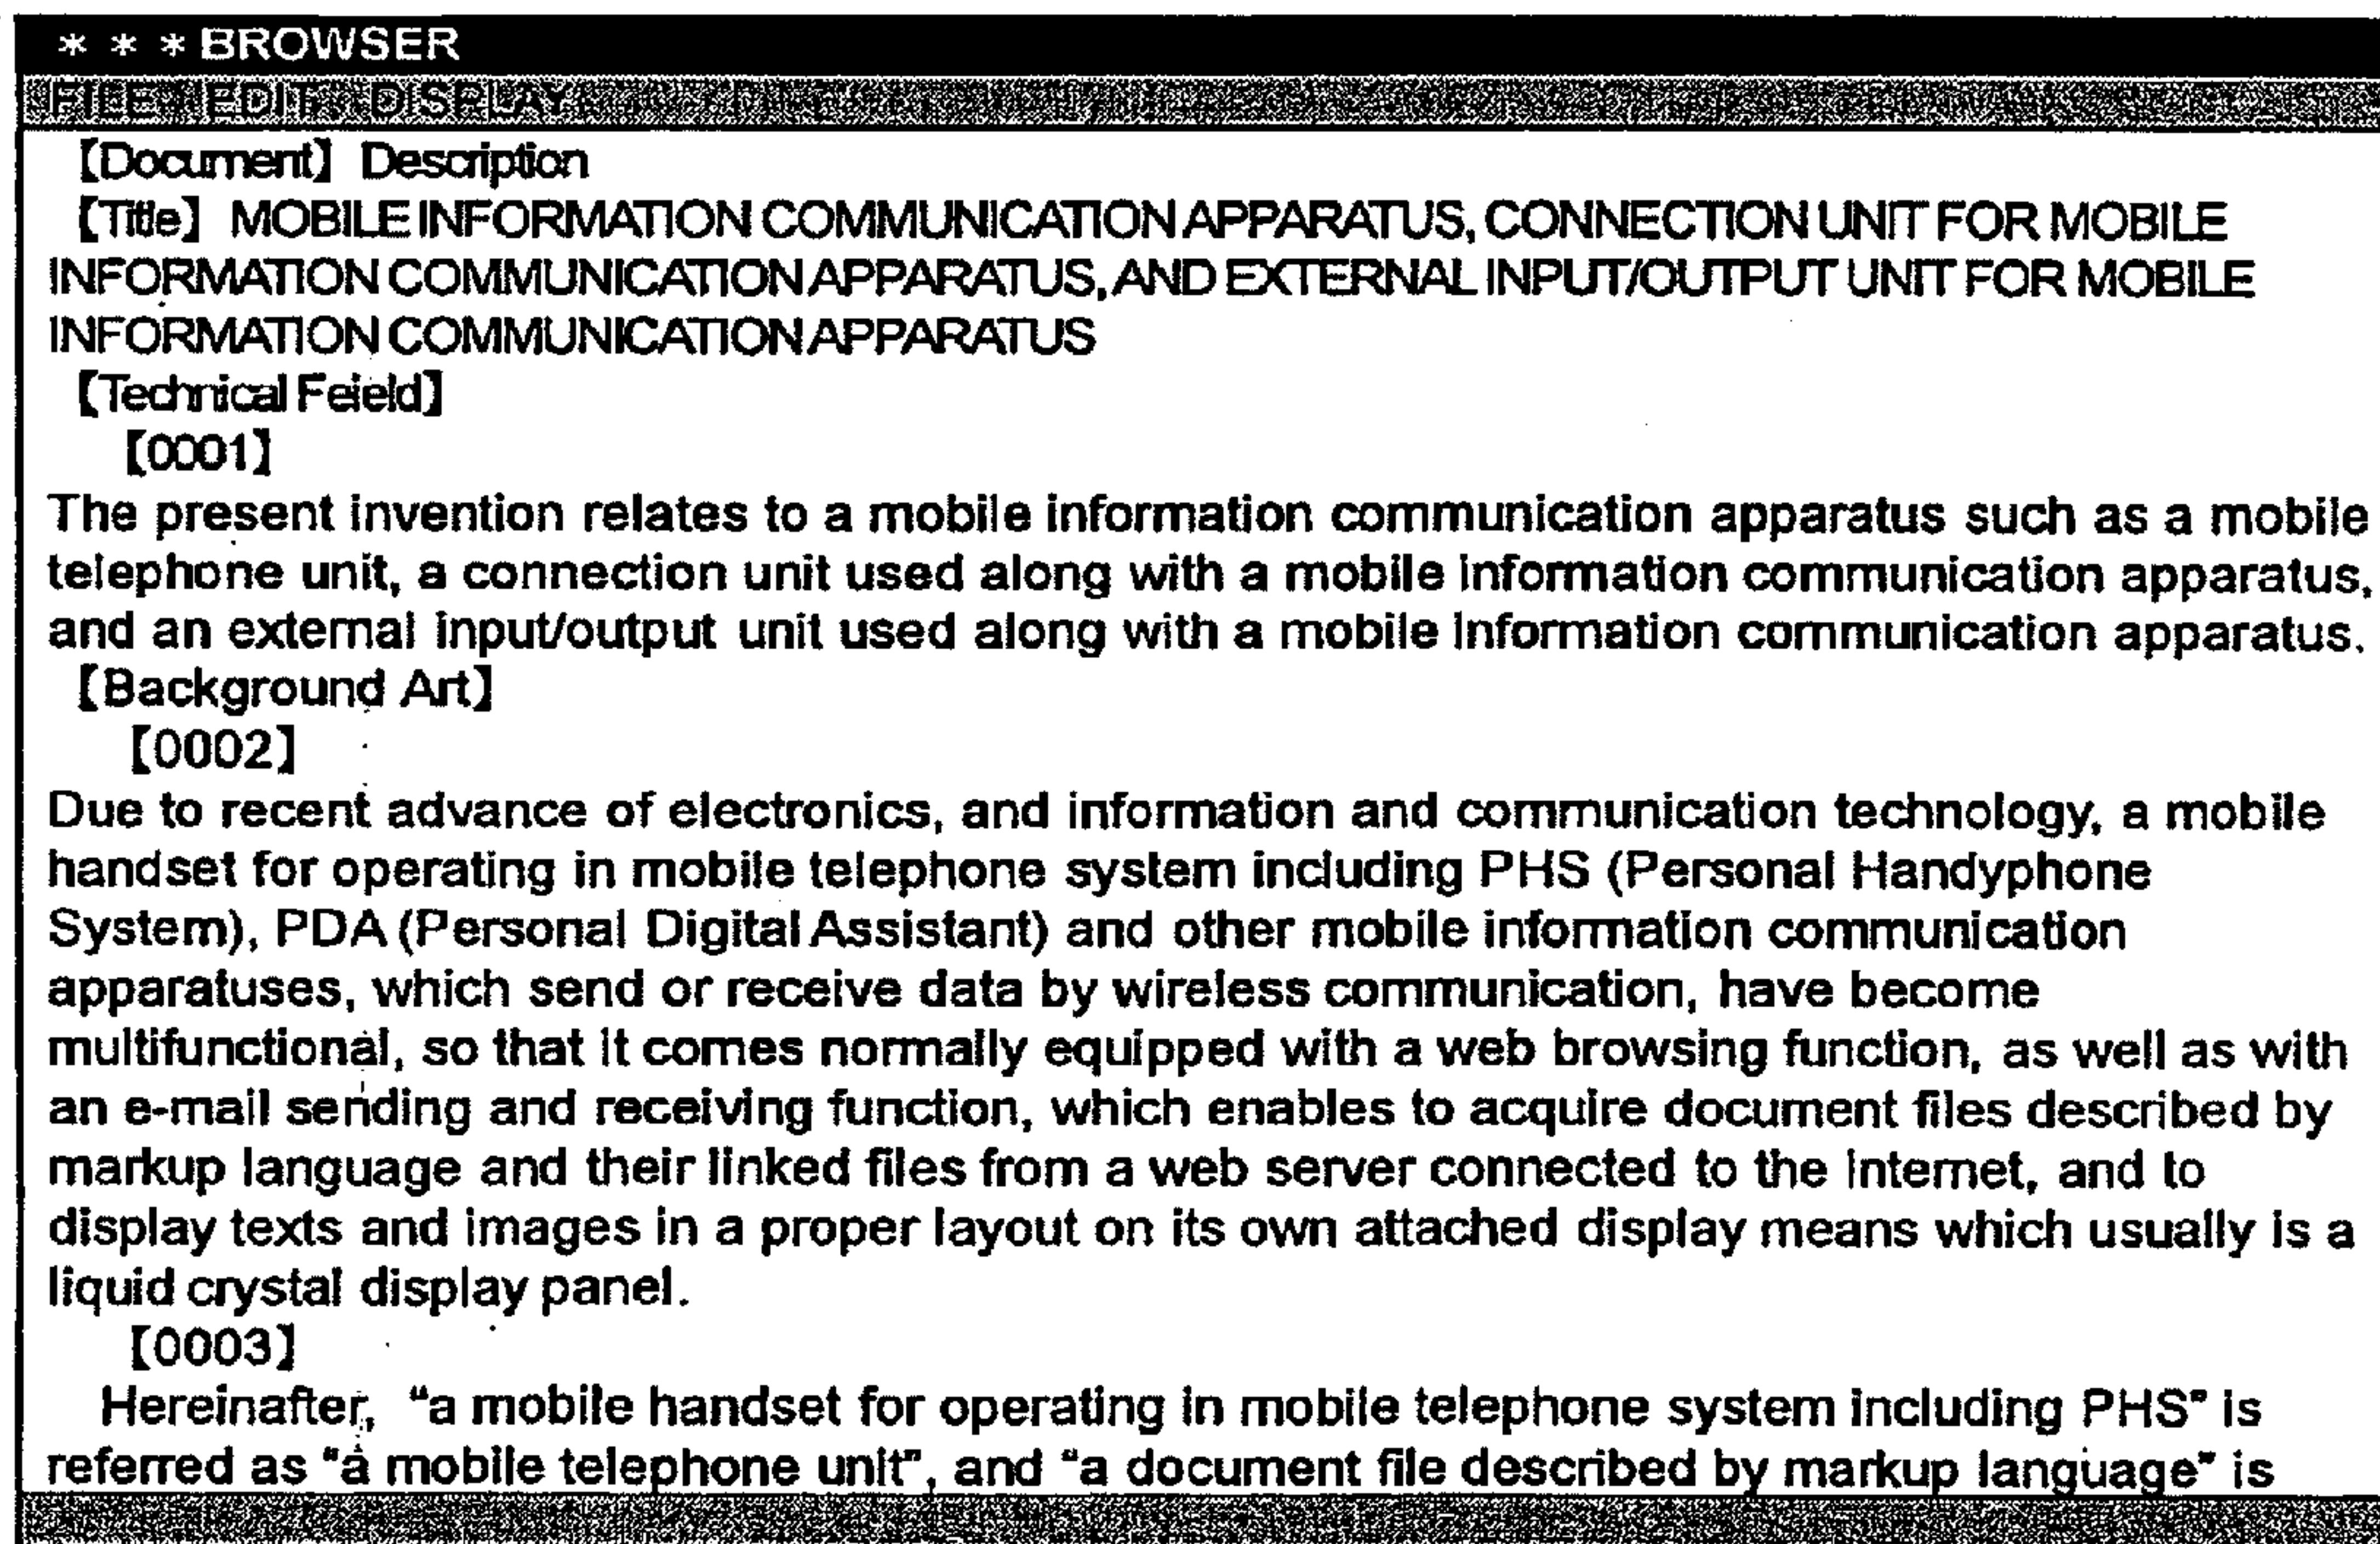 * * * BROWSER
FILE EDIT DISPLAY
【Document】 Description
【Title】 MOBILE INFORMATION COMMUNICATION APPARATUS, CONNECTION UNIT FOR MOBILE
INFORMATION COMMUNICATION APPARATUS, AND EXTERNAL INPUT/OUTPUT UNIT FOR MOBILE
INFORMATION COMMUNICATION APPARATUS
【Technical Feield】
【0001】
The present invention relates to a mobile information communication apparatus such as a mobile
telephone unit, a connection unit used along with a mobile information communication apparatus,
and an external input/output unit used along with a mobile information communication apparatus.
【Background Art】
【0002】
Due to recent advance of electronics, and information and communication technology, a mobile
handset for operating in mobile telephone system including PHS (Personal Handyphone
System), PDA (Personal Digital Assistant) and other mobile information communication
apparatuses, which send or receive data by wireless communication, have become
multifunctional, so that it comes normally equipped with a web browsing function, as well as with
an e-mail sending and receiving function, which enables to acquire document files described by
markup language and their linked files from a web server connected to the Internet, and to
display texts and images in a proper layout on its own attached display means which usually is a
liquid crystal display panel.
【0003】
Hereinafter, "a mobile handset for operating in mobile telephone system including PHS" is
referred as "a mobile telephone unit", and "a document file described by markup language" is